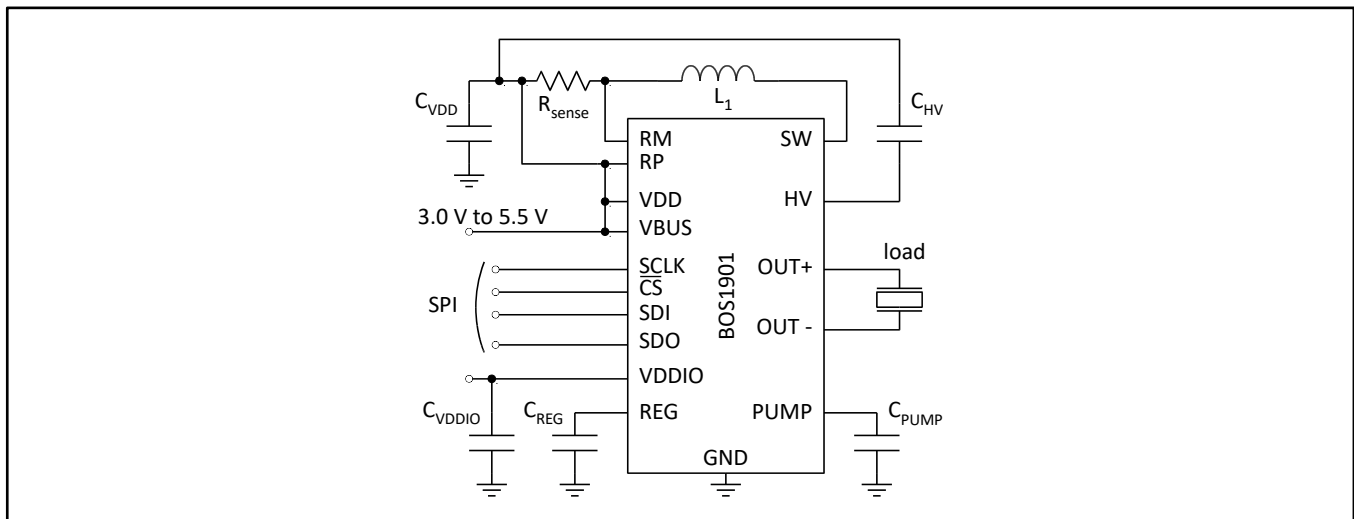 C_VDD
R_sense
L_1
C_HV
RM
SW
RP
VDD
HV
3.0 V to 5.5 V
VBUS
load
SCLK
OUT+
C̅S̅
SPI
BOS1901
SDI
OUT -
SDO
VDDIO
C_VDDIO
C_REG
REG
PUMP
C_PUMP
GND